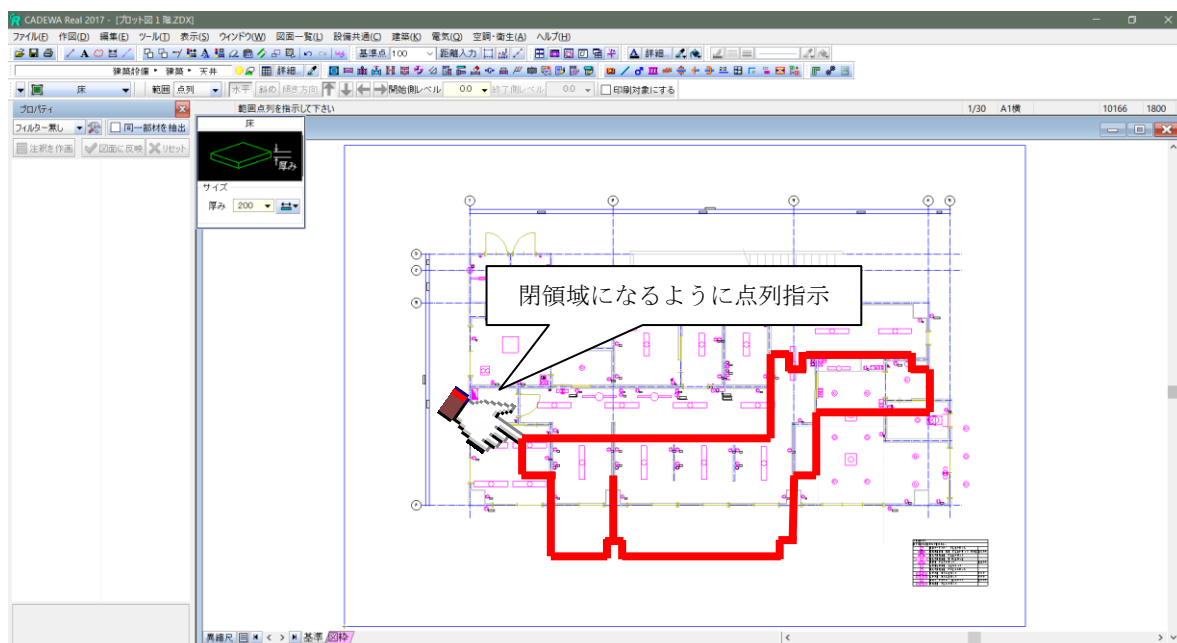 CADEWA Real 2017 - [プロット図1階.ZDX]
ファイル(F) 作図(D) 編集(E) ツール(T) 表示(S) ウィンドウ(W) 図面一覧(L) 設備共通(C) 建築(K) 電気(Q) 空調・衛生(A) ヘルプ(H)
基準点 100 距離入力 詳細
建築設備 ・ 建築 ・ 天井 詳細
床 範囲 点列 水平 斜め 傾き方向 開始側レベル 0.0 終了側レベル 0.0 印刷対象にする
プロパティ 範囲点列を指示して下さい 1/30 A1横 10166 1800
フィルター無し 同一部材を抽出
注釈を作画 図面に反映 リセット
床
厚み
サイズ
厚み 200
閉領域になるように点列指示
異縮尺 基準 図枠